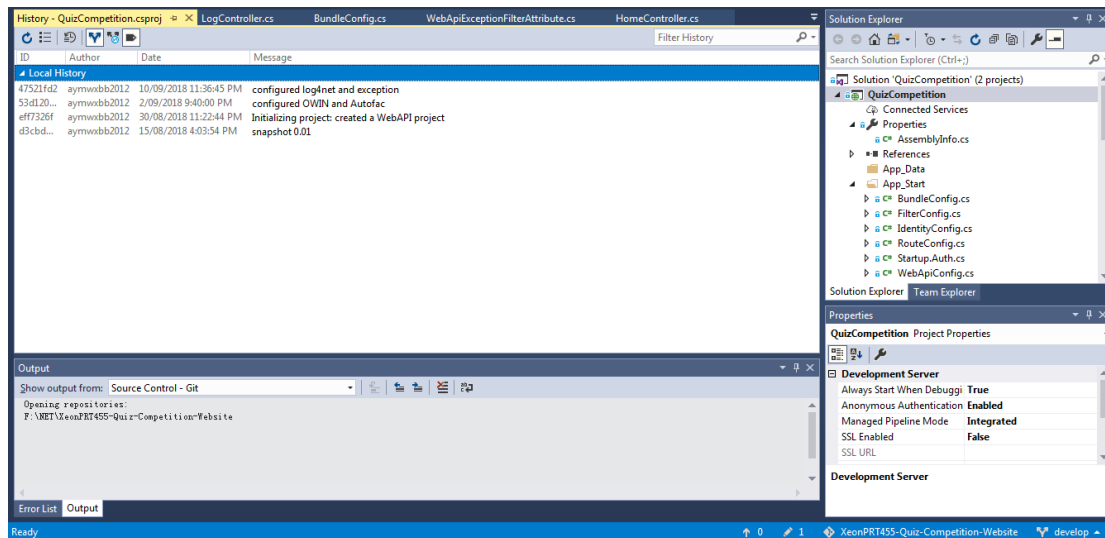 History - QuizCompetition.csproj LogController.cs BundleConfig.cs WebApiExceptionFilterAttribute.cs HomeController.cs
Filter History
ID Author Date Message
Local History
47521fd2 aymwxbb2012 10/09/2018 11:36:45 PM configured log4net and exception
53d120... aymwxbb2012 2/09/2018 9:40:00 PM configured OWIN and Autofac
eff7326f aymwxbb2012 30/08/2018 11:22:44 PM Initializing project: created a WebAPI project
d3cbd... aymwxbb2012 15/08/2018 4:03:54 PM snapshot 0.01
Output
Show output from: Source Control - Git
Opening repositories:
F:\NET\XeonPRT455-Quiz-Competition-Website
Error List Output
Solution Explorer
Search Solution Explorer (Ctrl+;)
Solution 'QuizCompetition' (2 projects)
QuizCompetition
Connected Services
Properties
C# AssemblyInfo.cs
References
App_Data
App_Start
C# BundleConfig.cs
C# FilterConfig.cs
C# IdentityConfig.cs
C# RouteConfig.cs
C# Startup.Auth.cs
C# WebApiConfig.cs
Solution Explorer Team Explorer
Properties
QuizCompetition Project Properties
Development Server
Always Start When Debuggi True
Anonymous Authentication Enabled
Managed Pipeline Mode Integrated
SSL Enabled False
SSL URL
Development Server
Ready 0 1 XeonPRT455-Quiz-Competition-Website develop